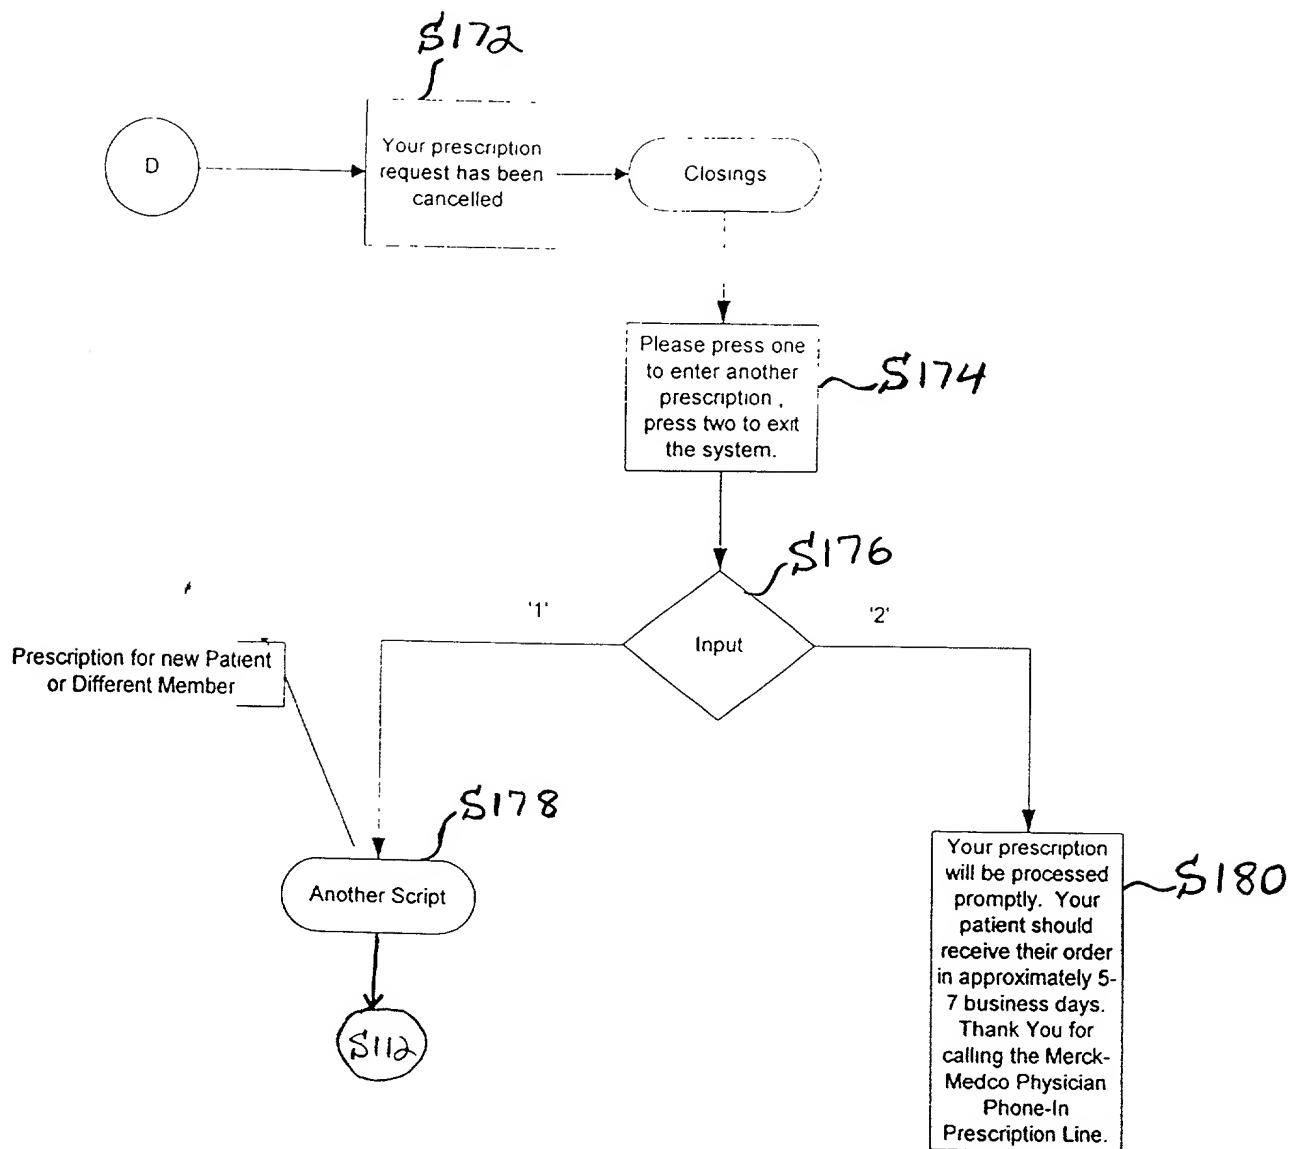 S172
D
Your prescription
request has been
cancelled
Closings
Please press one
to enter another
prescription ,
press two to exit
the system.
S174
S176
'1'
Input
'2'
Prescription for new Patient
or Different Member
S178
Another Script
S112
Your prescription
will be processed
promptly. Your
patient should
receive their order
in approximately 5-
7 business days.
Thank You for
calling the Merck-
Medco Physician
Phone-In
Prescription Line.
S180